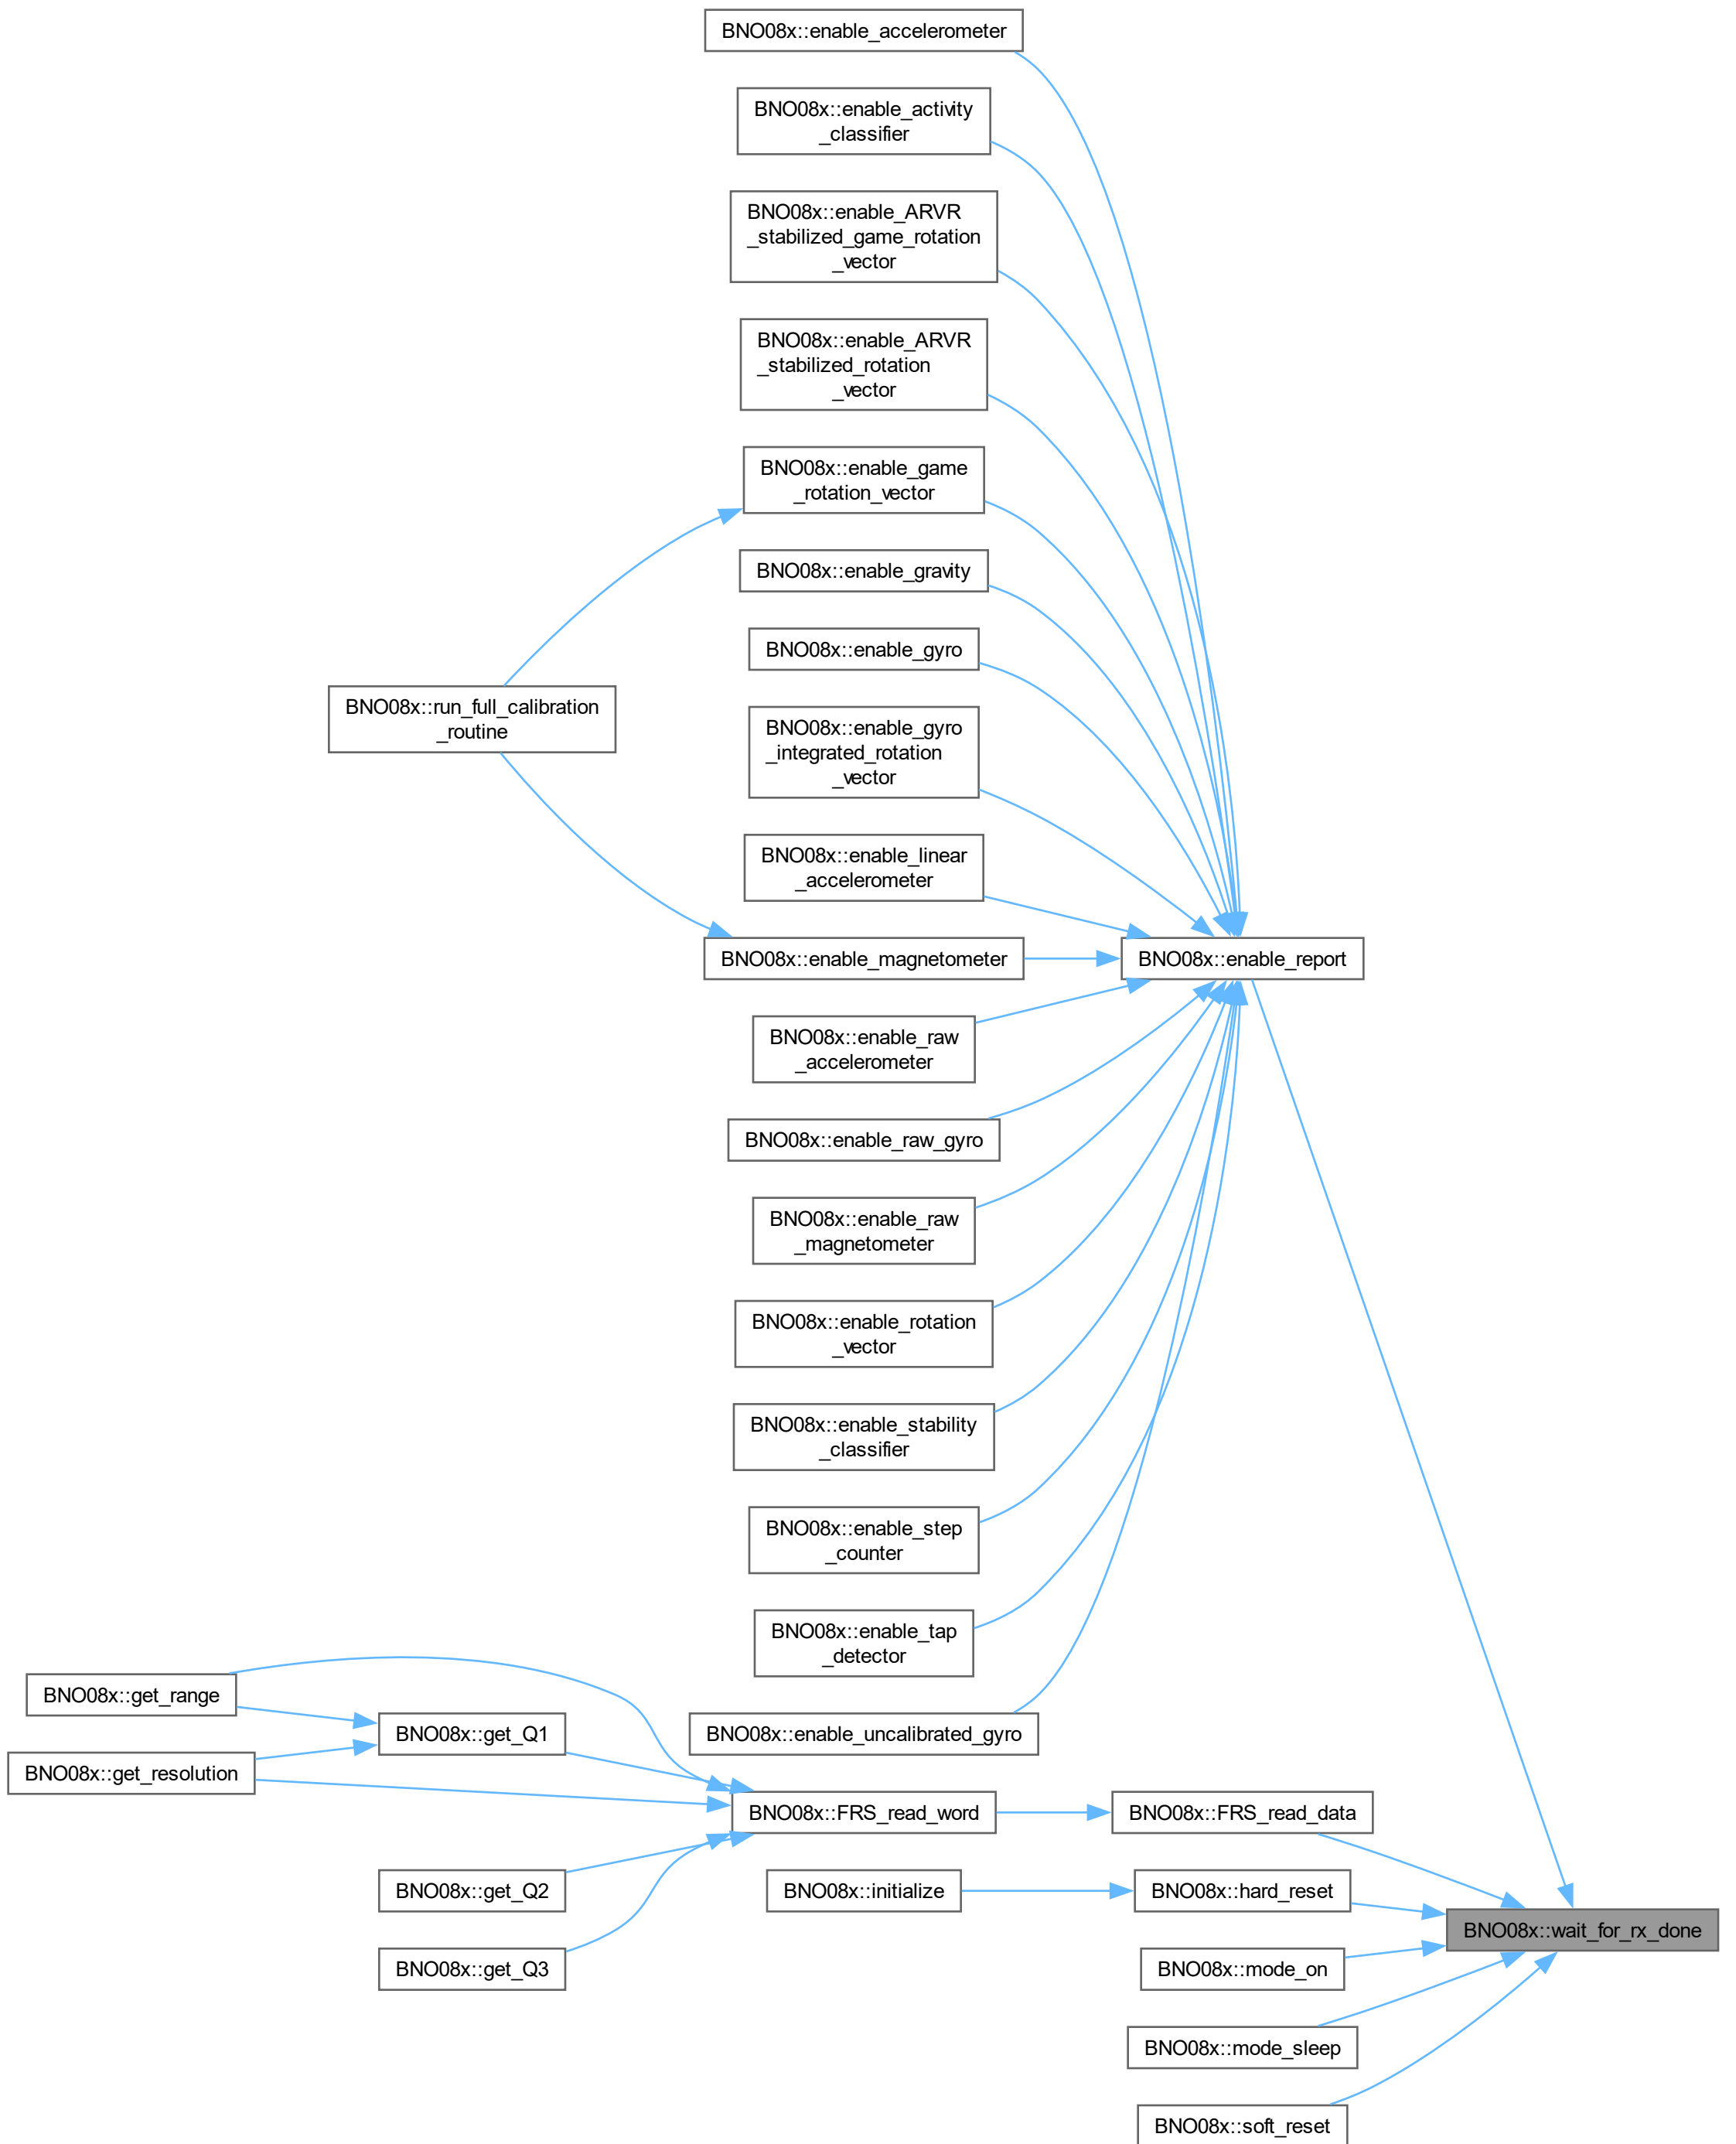 BNO08x::enable_accelerometer
BNO08x::enable_activity
_classifier
BNO08x::enable_ARVR
_stabilized_game_rotation
_vector
BNO08x::enable_ARVR
_stabilized_rotation
_vector
BNO08x::enable_game
_rotation_vector
BNO08x::enable_gravity
BNO08x::enable_gyro
BNO08x::run_full_calibration
_routine
BNO08x::enable_gyro
_integrated_rotation
_vector
BNO08x::enable_linear
_accelerometer
BNO08x::enable_magnetometer
BNO08x::enable_report
BNO08x::enable_raw
_accelerometer
BNO08x::enable_raw_gyro
BNO08x::enable_raw
_magnetometer
BNO08x::enable_rotation
_vector
BNO08x::enable_stability
_classifier
BNO08x::enable_step
_counter
BNO08x::enable_tap
_detector
BNO08x::get_range
BNO08x::get_Q1
BNO08x::enable_uncalibrated_gyro
BNO08x::get_resolution
BNO08x::FRS_read_word
BNO08x::FRS_read_data
BNO08x::get_Q2
BNO08x::initialize
BNO08x::hard_reset
BNO08x::wait_for_rx_done
BNO08x::get_Q3
BNO08x::mode_on
BNO08x::mode_sleep
BNO08x::soft_reset